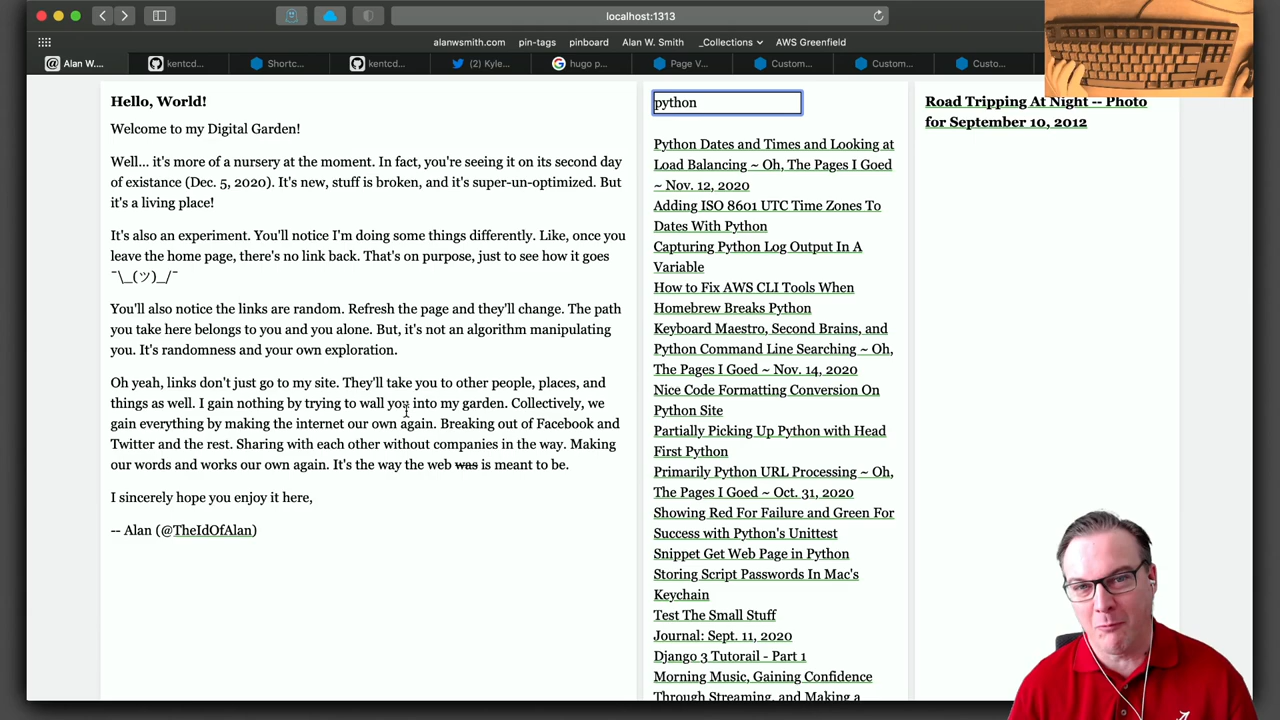 localhost:1313
alanwsmith.com pin-tags pinboard Alan W. Smith _Collections AWS Greenfield
Alan W.... kentcd... Shortc... kentcd... (2) Kyle... hugo p... Page V... Custom... Custom... Custo...
Hello, World!
Welcome to my Digital Garden!
Well... it's more of a nursery at the moment. In fact, you're seeing it on its second day
of existance (Dec. 5, 2020). It's new, stuff is broken, and it's super-un-optimized. But
it's a living place!
It's also an experiment. You'll notice I'm doing some things differently. Like, once you
leave the home page, there's no link back. That's on purpose, just to see how it goes
¯\_(ツ)_/¯
You'll also notice the links are random. Refresh the page and they'll change. The path
you take here belongs to you and you alone. But, it's not an algorithm manipulating
you. It's randomness and your own exploration.
Oh yeah, links don't just go to my site. They'll take you to other people, places, and
things as well. I gain nothing by trying to wall you into my garden. Collectively, we
gain everything by making the internet our own again. Breaking out of Facebook and
Twitter and the rest. Sharing with each other without companies in the way. Making
our words and works our own again. It's the way the web was is meant to be.
I sincerely hope you enjoy it here,
-- Alan (@TheIdOfAlan)
python
Python Dates and Times and Looking at
Load Balancing ~ Oh, The Pages I Goed
~ Nov. 12, 2020
Adding ISO 8601 UTC Time Zones To
Dates With Python
Capturing Python Log Output In A
Variable
How to Fix AWS CLI Tools When
Homebrew Breaks Python
Keyboard Maestro, Second Brains, and
Python Command Line Searching ~ Oh,
The Pages I Goed ~ Nov. 14, 2020
Nice Code Formatting Conversion On
Python Site
Partially Picking Up Python with Head
First Python
Primarily Python URL Processing ~ Oh,
The Pages I Goed ~ Oct. 31, 2020
Showing Red For Failure and Green For
Success with Python's Unittest
Snippet Get Web Page in Python
Storing Script Passwords In Mac's
Keychain
Test The Small Stuff
Journal: Sept. 11, 2020
Django 3 Tutorail - Part 1
Morning Music, Gaining Confidence
Through Streaming, and Making a
Road Tripping At Night -- Photo
for September 10, 2012